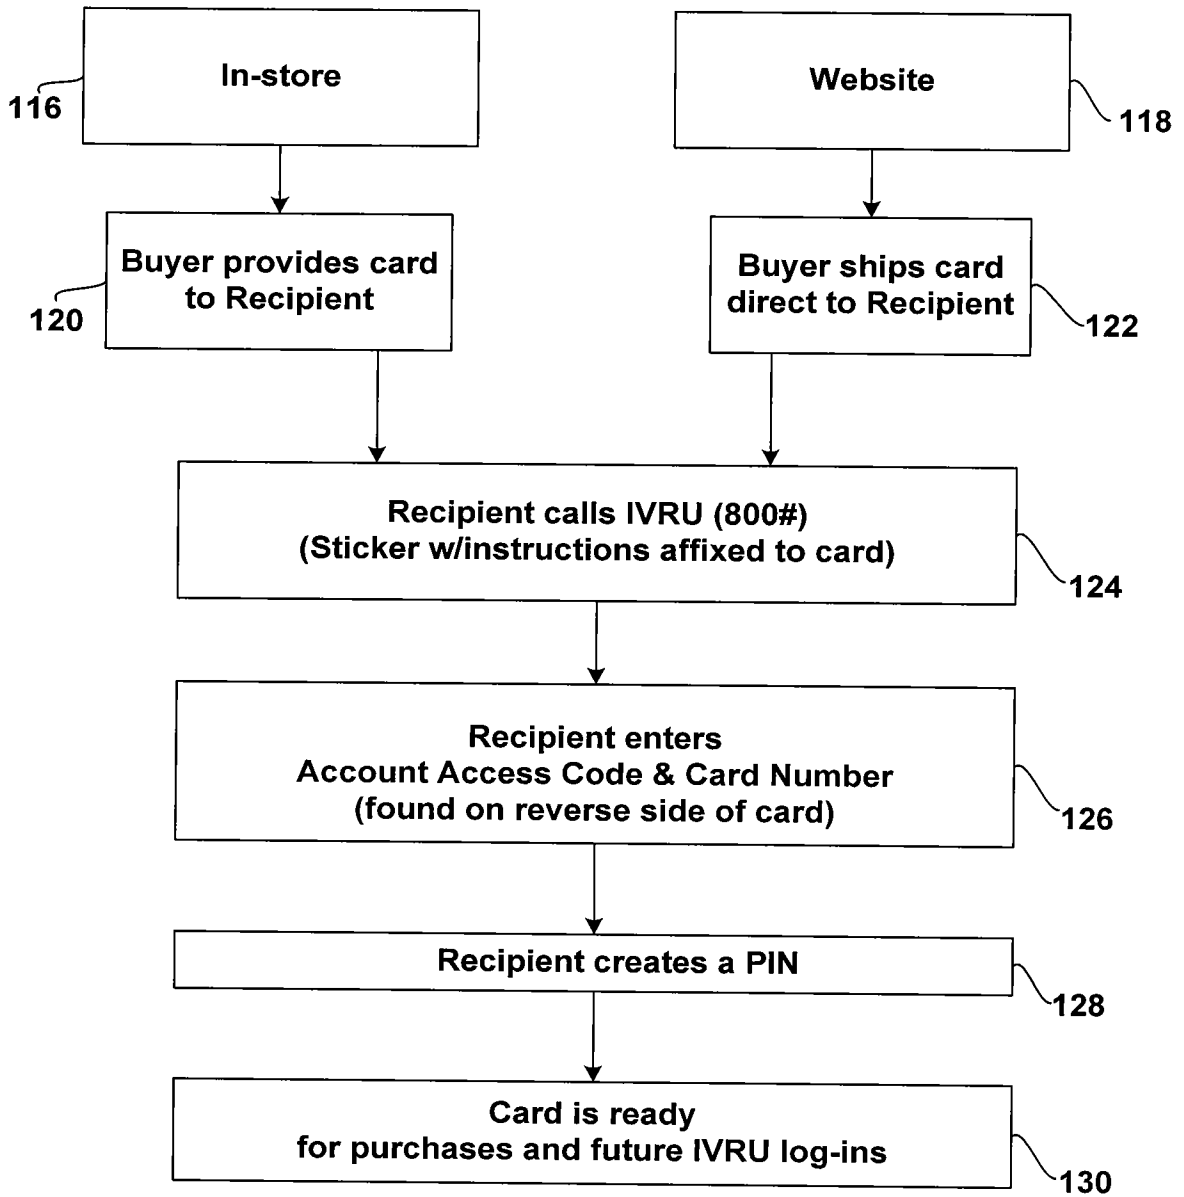 In-store
116
Website
118
Buyer provides card
to Recipient
120
Buyer ships card
direct to Recipient
122
Recipient calls IVRU (800#)
(Sticker w/instructions affixed to card)
124
Recipient enters
Account Access Code & Card Number
(found on reverse side of card)
126
Recipient creates a PIN
128
Card is ready
for purchases and future IVRU log-ins
130